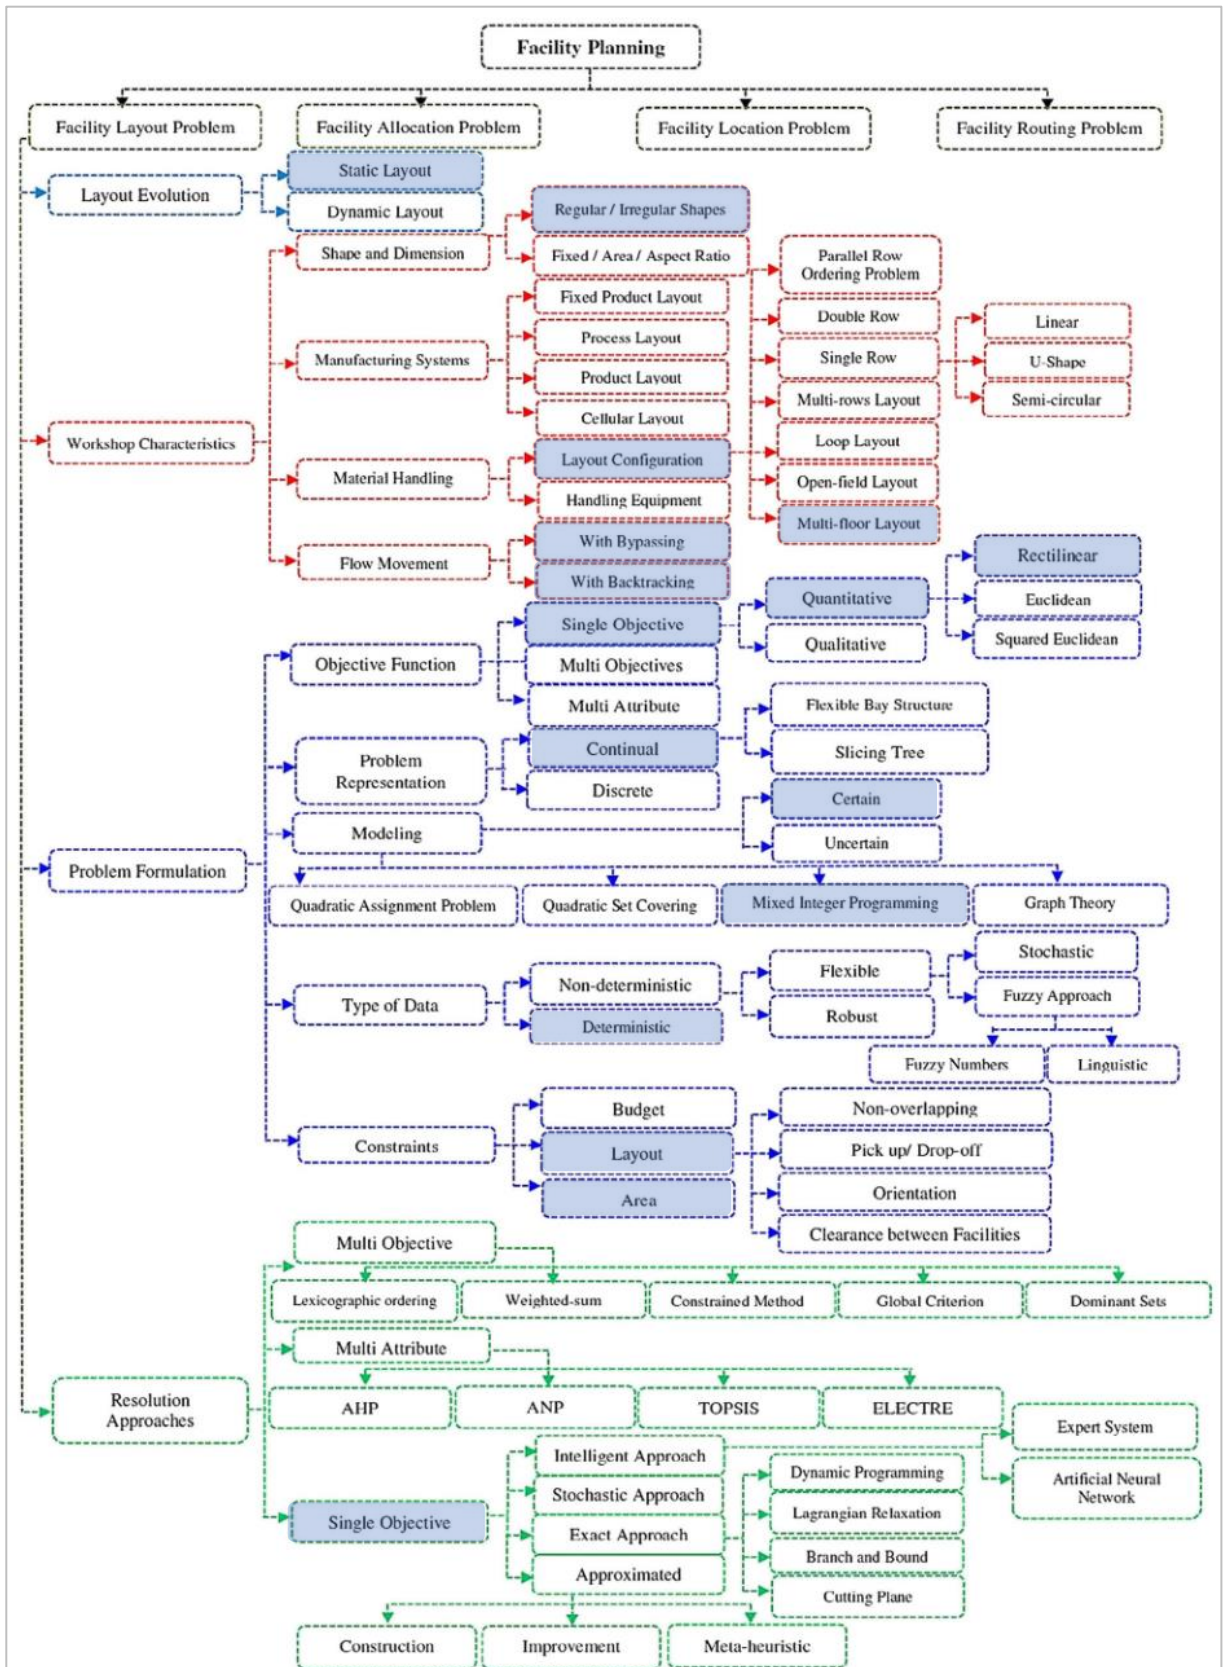 Facility Planning
Facility Layout Problem
Facility Allocation Problem
Facility Location Problem
Facility Routing Problem
Layout Evolution
Static Layout
Dynamic Layout
Workshop Characteristics
Shape and Dimension
Regular / Irregular Shapes
Fixed / Area / Aspect Ratio
Manufacturing Systems
Fixed Product Layout
Process Layout
Product Layout
Cellular Layout
Material Handling
Layout Configuration
Handling Equipment
Parallel Row
Ordering Problem
Double Row
Single Row
Multi-rows Layout
Loop Layout
Open-field Layout
Multi-floor Layout
Linear
U-Shape
Semi-circular
Flow Movement
With Bypassing
With Backtracking
Problem Formulation
Objective Function
Single Objective
Multi Objectives
Multi Attribute
Quantitative
Qualitative
Rectilinear
Euclidean
Squared Euclidean
Problem
Representation
Continual
Discrete
Flexible Bay Structure
Slicing Tree
Modeling
Certain
Uncertain
Quadratic Assignment Problem
Quadratic Set Covering
Mixed Integer Programming
Graph Theory
Type of Data
Non-deterministic
Deterministic
Flexible
Robust
Stochastic
Fuzzy Approach
Fuzzy Numbers
Linguistic
Constraints
Budget
Layout
Area
Non-overlapping
Pick up/ Drop-off
Orientation
Clearance between Facilities
Resolution
Approaches
Multi Objective
Lexicographic ordering
Weighted-sum
Constrained Method
Global Criterion
Dominant Sets
Multi Attribute
AHP
ANP
TOPSIS
ELECTRE
Single Objective
Intelligent Approach
Stochastic Approach
Exact Approach
Approximated
Expert System
Artificial Neural
Network
Dynamic Programming
Lagrangian Relaxation
Branch and Bound
Cutting Plane
Construction
Improvement
Meta-heuristic